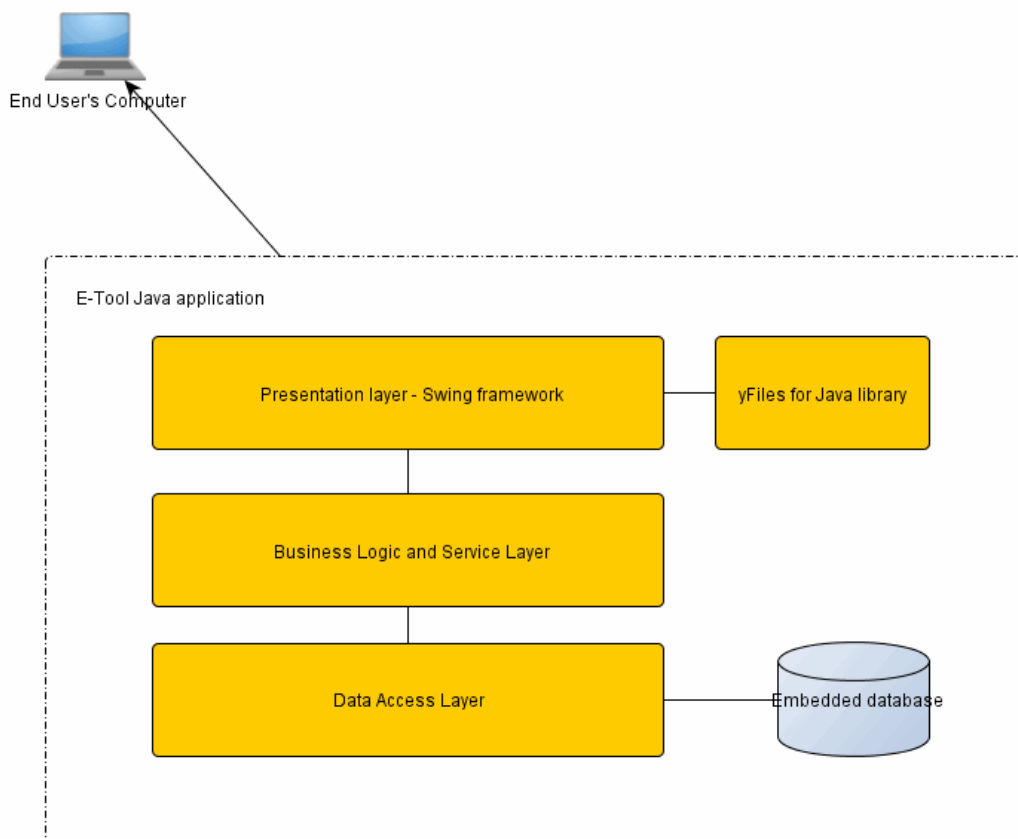 End User's Computer
E-Tool Java application
Presentation layer - Swing framework
yFiles for Java library
Business Logic and Service Layer
Data Access Layer
Embedded database